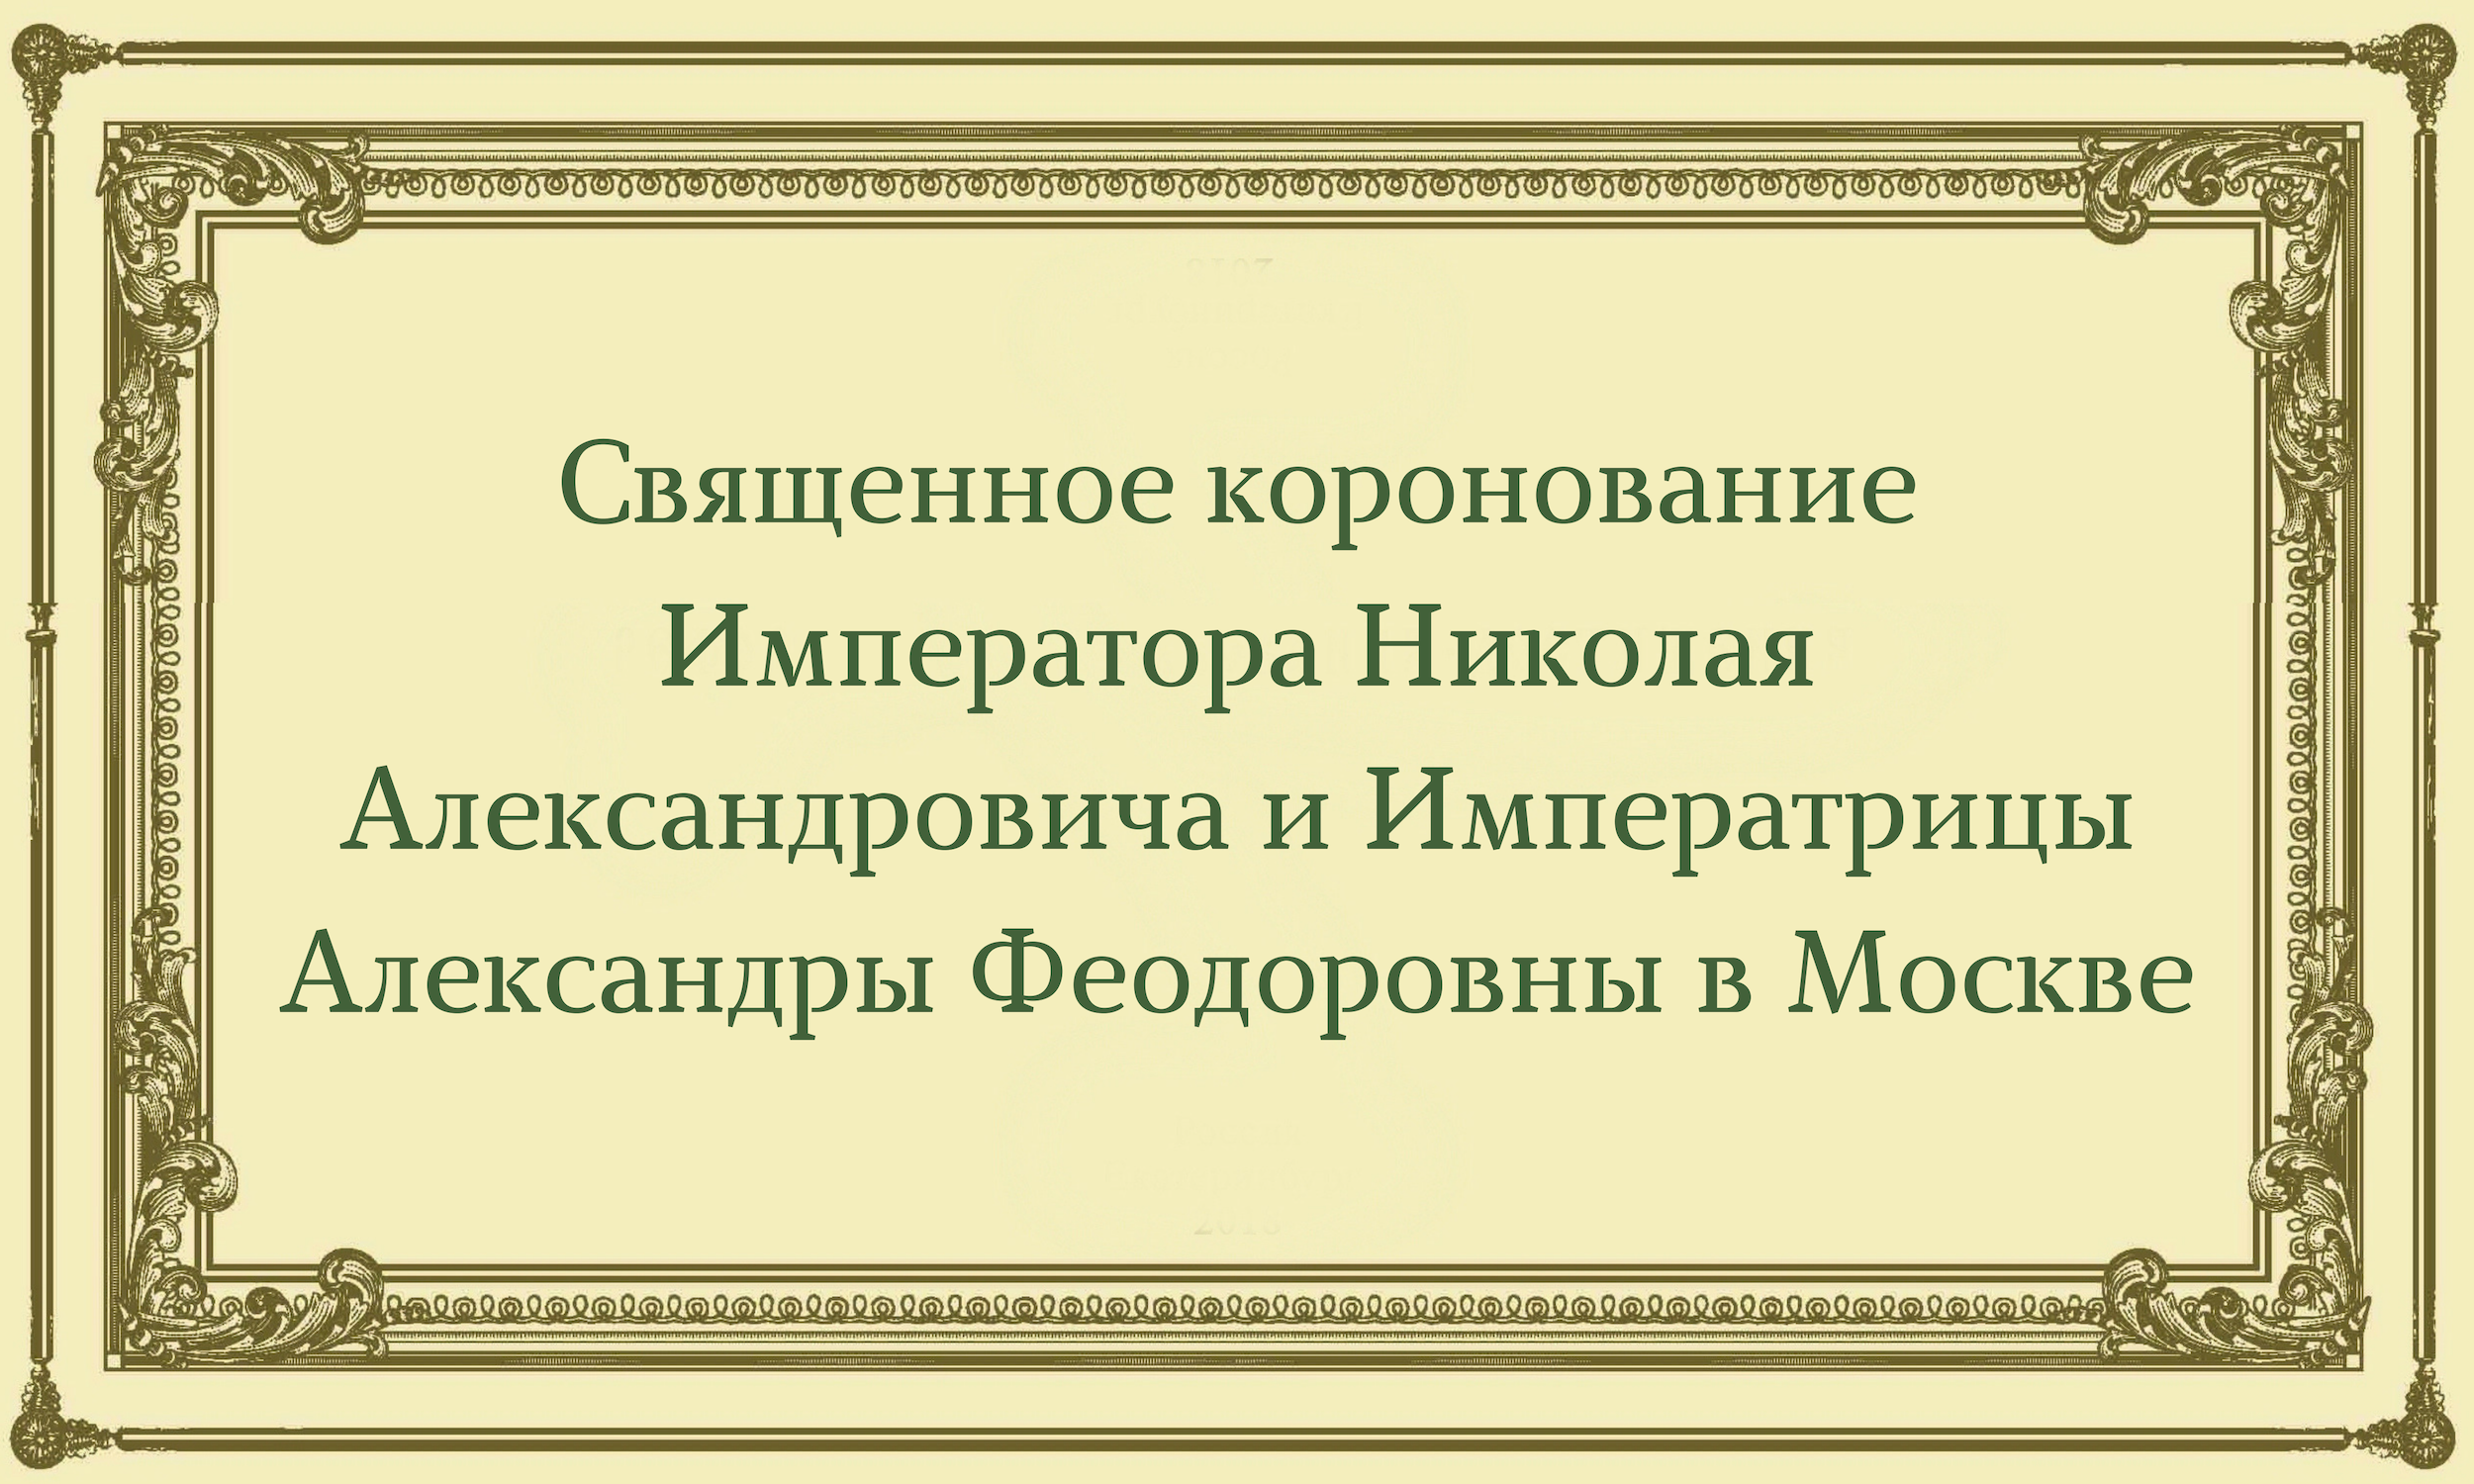 Священное коронование
Императора Николая
Александровича и Императрицы
Александры Феодоровны в Москве